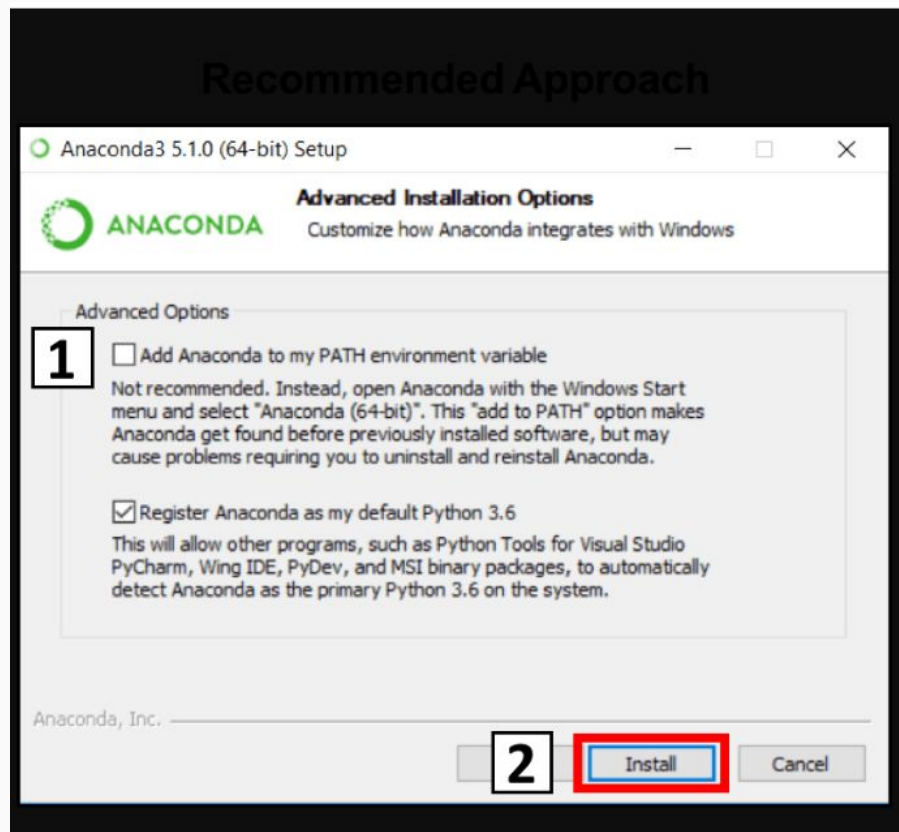 Recommended Approach
Anaconda3 5.1.0 (64-bit) Setup
ANACONDA
Advanced Installation Options
Customize how Anaconda integrates with Windows
Advanced Options
1
Add Anaconda to my PATH environment variable
Not recommended. Instead, open Anaconda with the Windows Start
menu and select "Anaconda (64-bit)". This "add to PATH" option makes
Anaconda get found before previously installed software, but may
cause problems requiring you to uninstall and reinstall Anaconda.
Register Anaconda as my default Python 3.6
This will allow other programs, such as Python Tools for Visual Studio
PyCharm, Wing IDE, PyDev, and MSI binary packages, to automatically
detect Anaconda as the primary Python 3.6 on the system.
Anaconda, Inc.
2
Install
Cancel